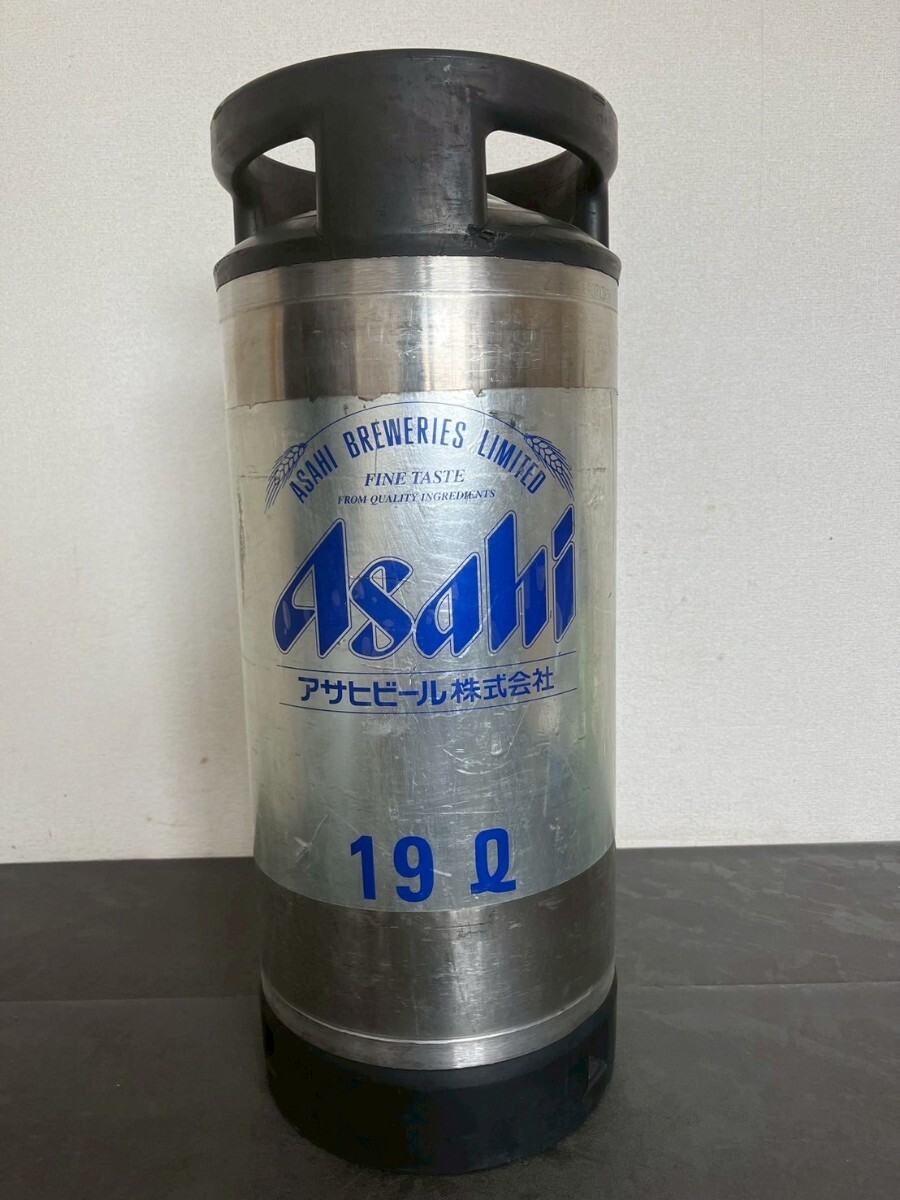 ASAHI BREWERIES LIMITED
FINE TASTE
FROM QUALITY INGREDIENTS
Asahi
アサヒビール株式会社
19ℓ